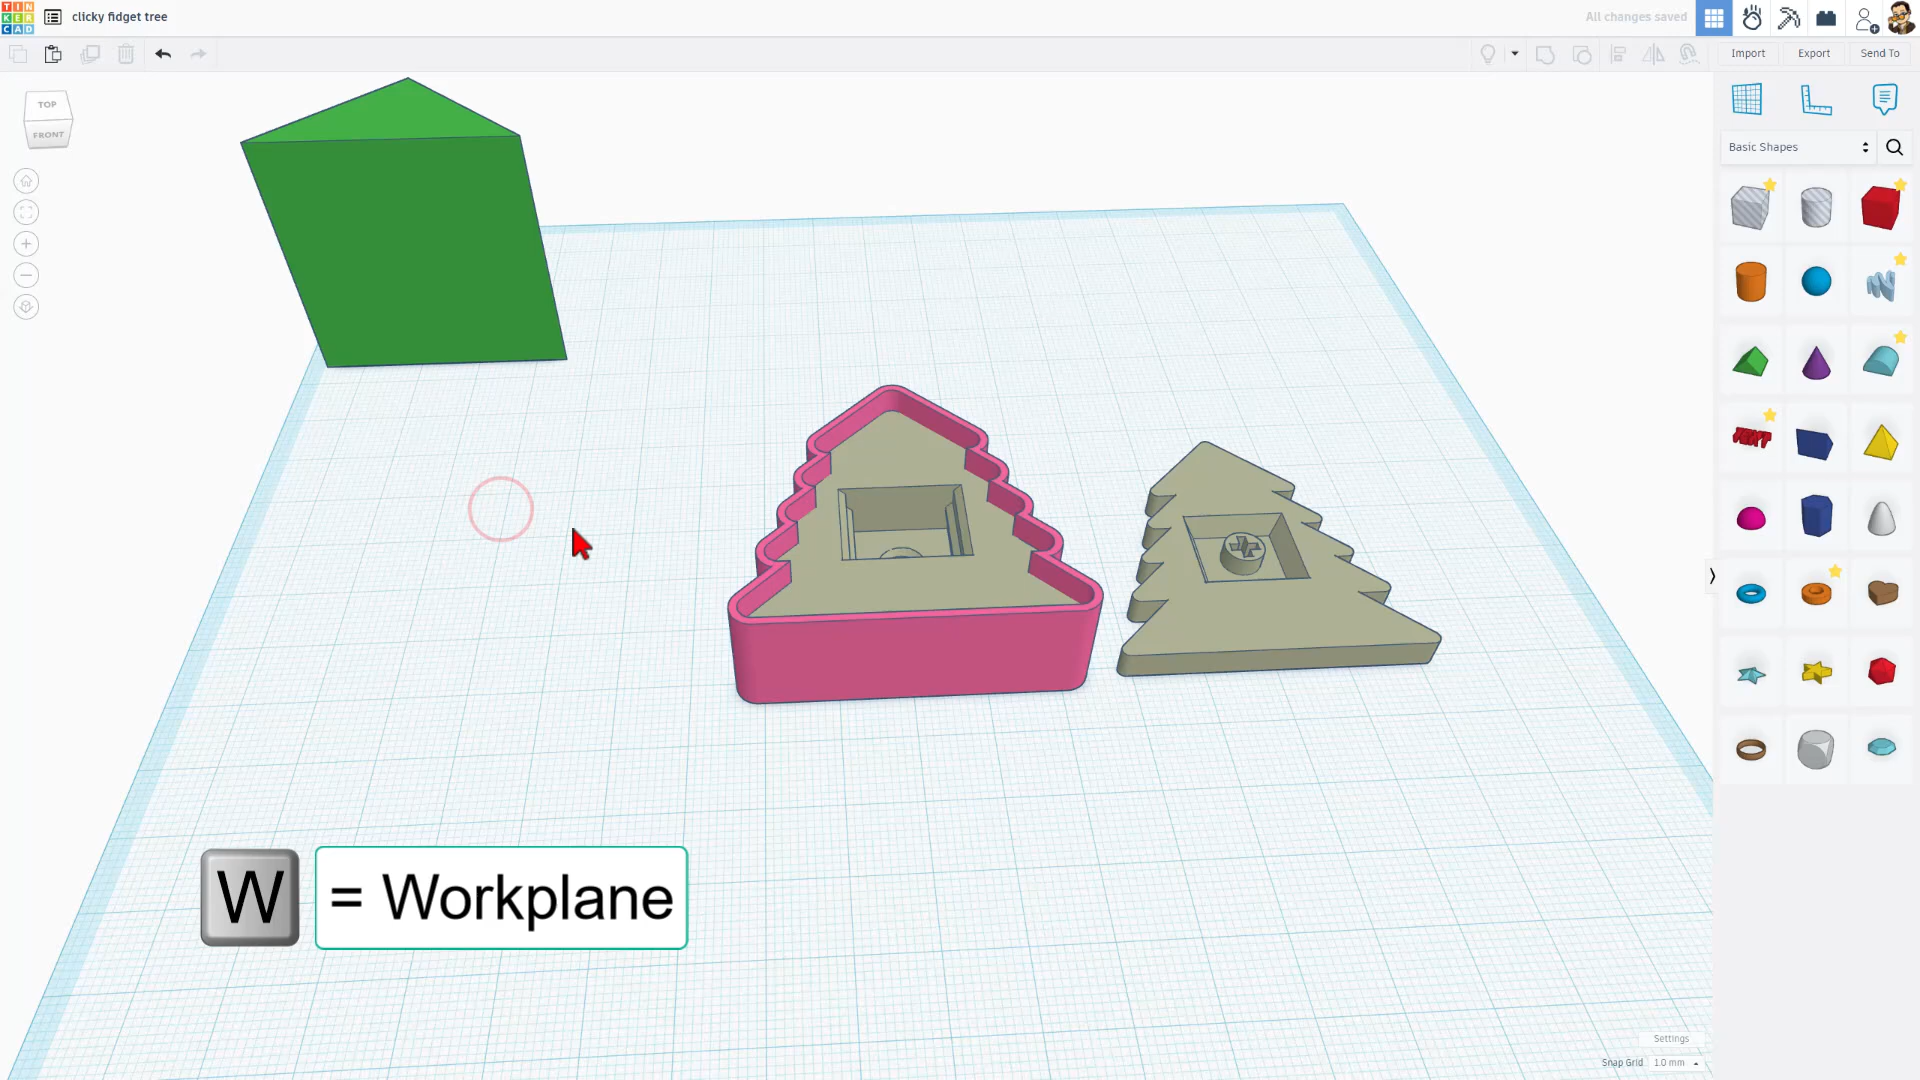 TIN
KER
CAD
clicky fidget tree
All changes saved
Import
Export
Send To
TOP
FRONT
Basic Shapes
TEXT
W
= Workplane
Settings
Snap Grid
1.0 mm